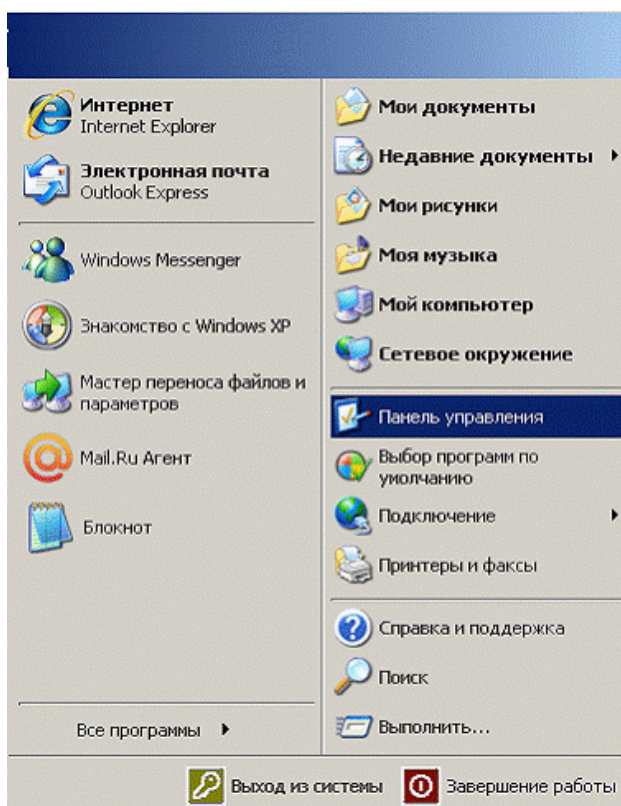 Интернет
Internet Explorer
Электронная почта
Outlook Express
Windows Messenger
Знакомство с Windows XP
Мастер переноса файлов и
параметров
Mail.Ru Агент
Блокнот
Все программы
Мои документы
Недавние документы
Мои рисунки
Моя музыка
Мой компьютер
Сетевое окружение
Панель управления
Выбор программ по
умолчанию
Подключение
Принтеры и факсы
Справка и поддержка
Поиск
Выполнить...
Выход из системы
Завершение работы